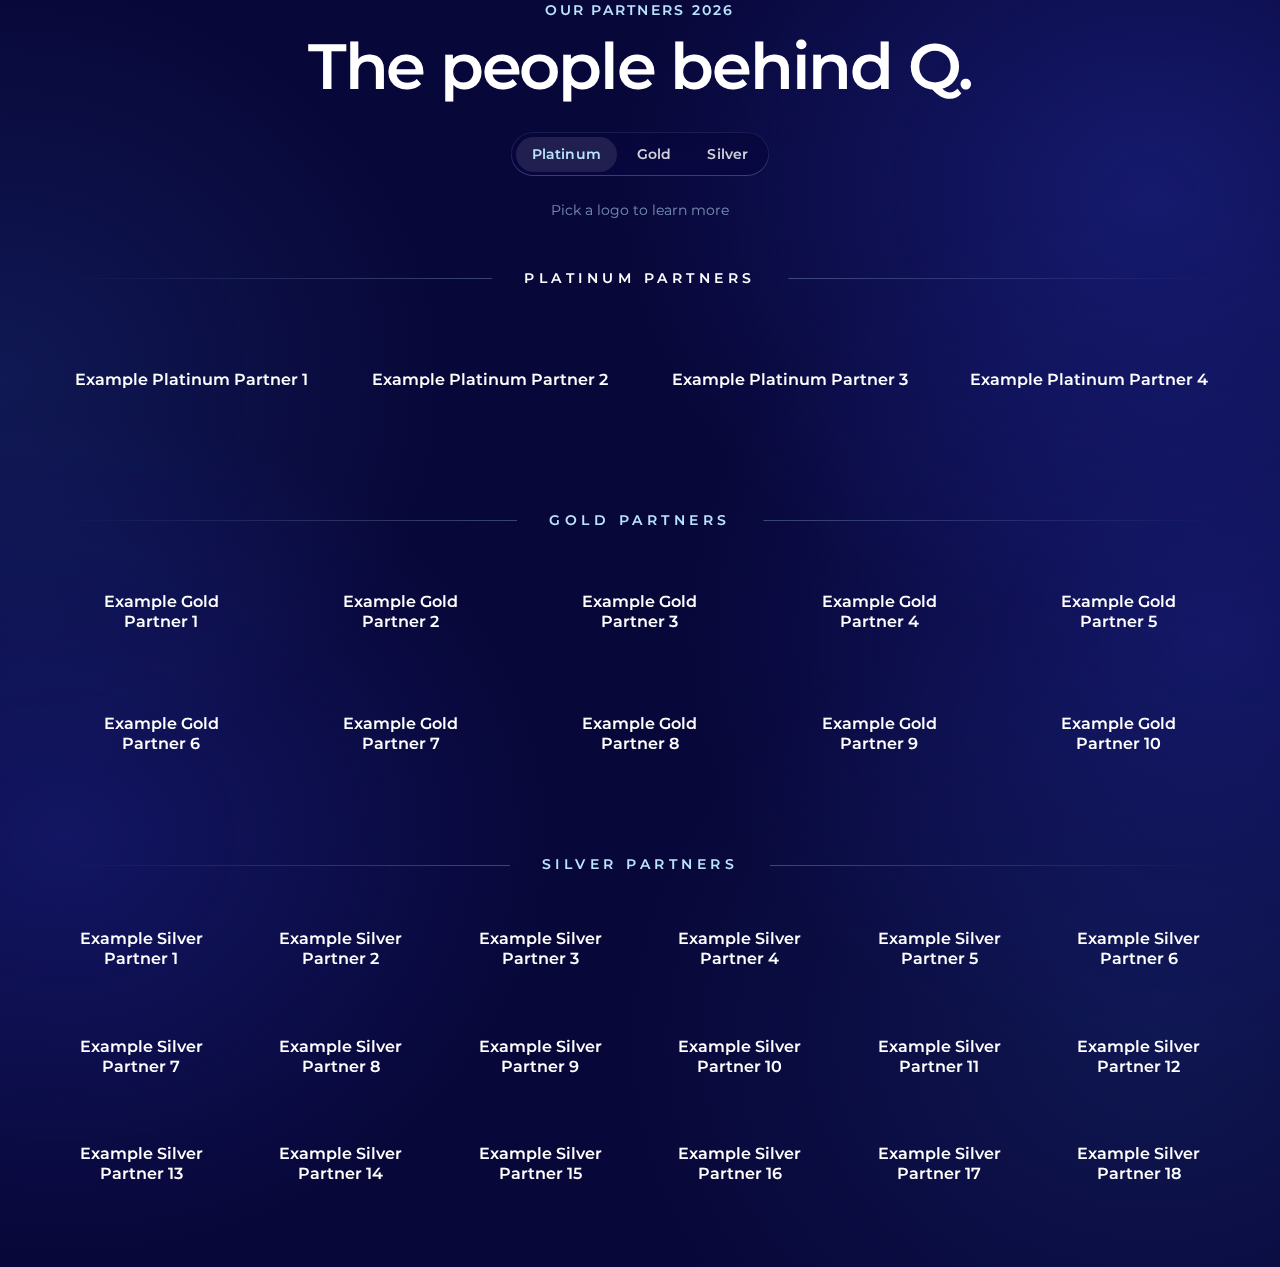 OUR PARTNERS 2026
The people behind Q.
Platinum Gold Silver
Pick a logo to learn more
PLATINUM PARTNERS
Example Platinum Partner 1 Example Platinum Partner 2 Example Platinum Partner 3 Example Platinum Partner 4
GOLD PARTNERS
Example Gold Example Gold Example Gold Example Gold Example Gold
Partner 1 Partner 2 Partner 3 Partner 4 Partner 5
Example Gold Example Gold Example Gold Example Gold Example Gold
Partner 6 Partner 7 Partner 8 Partner 9 Partner 10
SILVER PARTNERS
Example Silver Example Silver Example Silver Example Silver Example Silver Example Silver
Partner 1 Partner 2 Partner 3 Partner 4 Partner 5 Partner 6
Example Silver Example Silver Example Silver Example Silver Example Silver Example Silver
Partner 7 Partner 8 Partner 9 Partner 10 Partner 11 Partner 12
Example Silver Example Silver Example Silver Example Silver Example Silver Example Silver
Partner 13 Partner 14 Partner 15 Partner 16 Partner 17 Partner 18